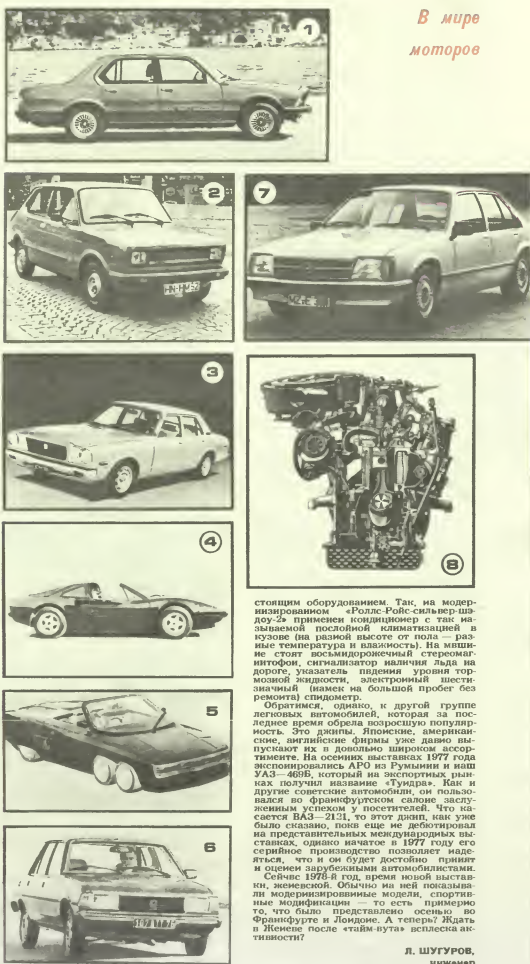 В мире
моторов
1
2
7
HN-HM 52
3
4
8
5
6
стоящим оборудованием. Так, на модер-
низированном «Роллс-Ройс-сильвер-шэ-
доу-2» применен кондиционер с так на-
зываемой послойной климатизацией в
кузове (на разной высоте от пола — раз-
ные температура и влажность). На маши-
не стоят восьмидорожечный стереомаг-
нитофон, сигнализатор наличия льда на
дороге, указатель падения уровня тор-
мозной жидкости, электронный шести-
значный (намек на большой пробег без
ремонта) спидометр.
Обратимся, однако, к другой группе
легковых автомобилей, которая за пос-
леднее время обрела возросшую популяр-
ность. Это джипы. Японские, американ-
ские, английские фирмы уже давно вы-
пускают их в довольно широком ассор-
тименте. На осенних выставках 1977 года
экспонировались АРО из Румынии и наш
УАЗ—469Б, который на экспортных рын-
ках получил название «Тундра». Как и
другие советские автомобили, он пользо-
вался во франкфуртском салоне заслу-
женным успехом у посетителей. Что ка-
сается ВАЗ—2121, то этот джип, как уже
было сказано, пока еще не дебютировал
на представительных международных вы-
ставках, однако начатое в 1977 году его
серийное производство позволяет наде-
яться, что и он будет достойно принят
и оценен зарубежными автомобилистами.
Сейчас 1978-й год, время новой выстав-
ки, женевской. Обычно на ней показыва-
ли модернизированные модели, спортив-
ные модификации — то есть примерно
то, что было представлено осенью во
Франкфурте и Лондоне. А теперь? Ждать
в Женеве после «тайм-аута» всплеска ак-
тивности?
Л. ШУГУРОВ,
инженер